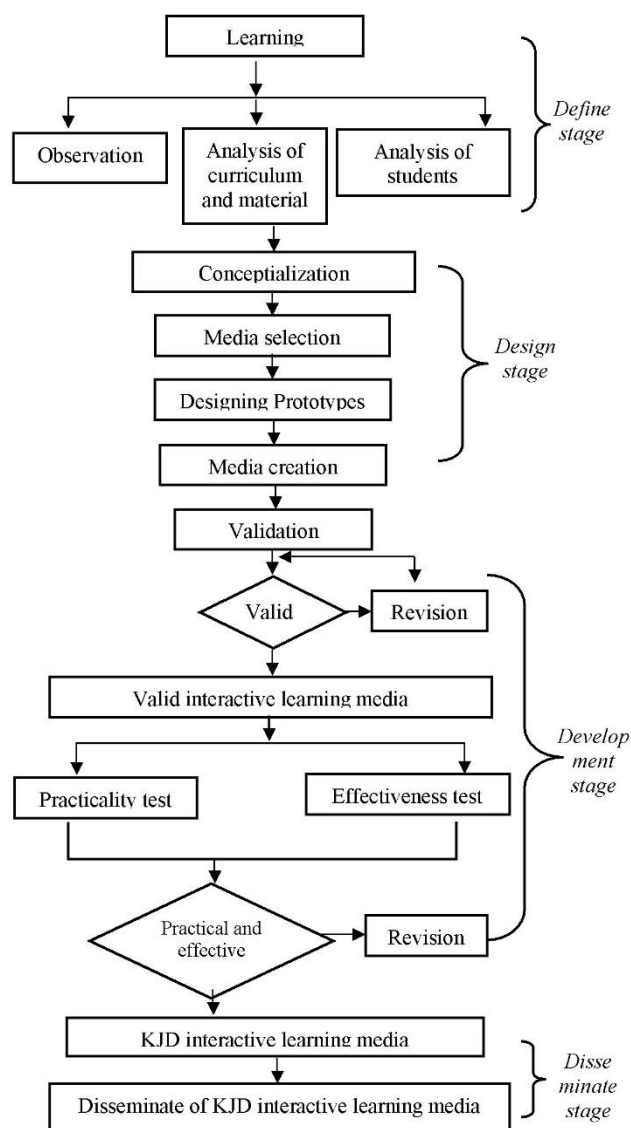 Learning
Define
stage
Observation
Analysis of
curriculum
and material
Analysis of
students
Conceptialization
Media selection
Design
stage
Designing Prototypes
Media creation
Validation
Valid
Revision
Valid interactive learning media
Develop
ment
stage
Practicality test
Effectiveness test
Practical and
effective
Revision
KJD interactive learning media
Disse
minate
stage
Disseminate of KJD interactive learning media